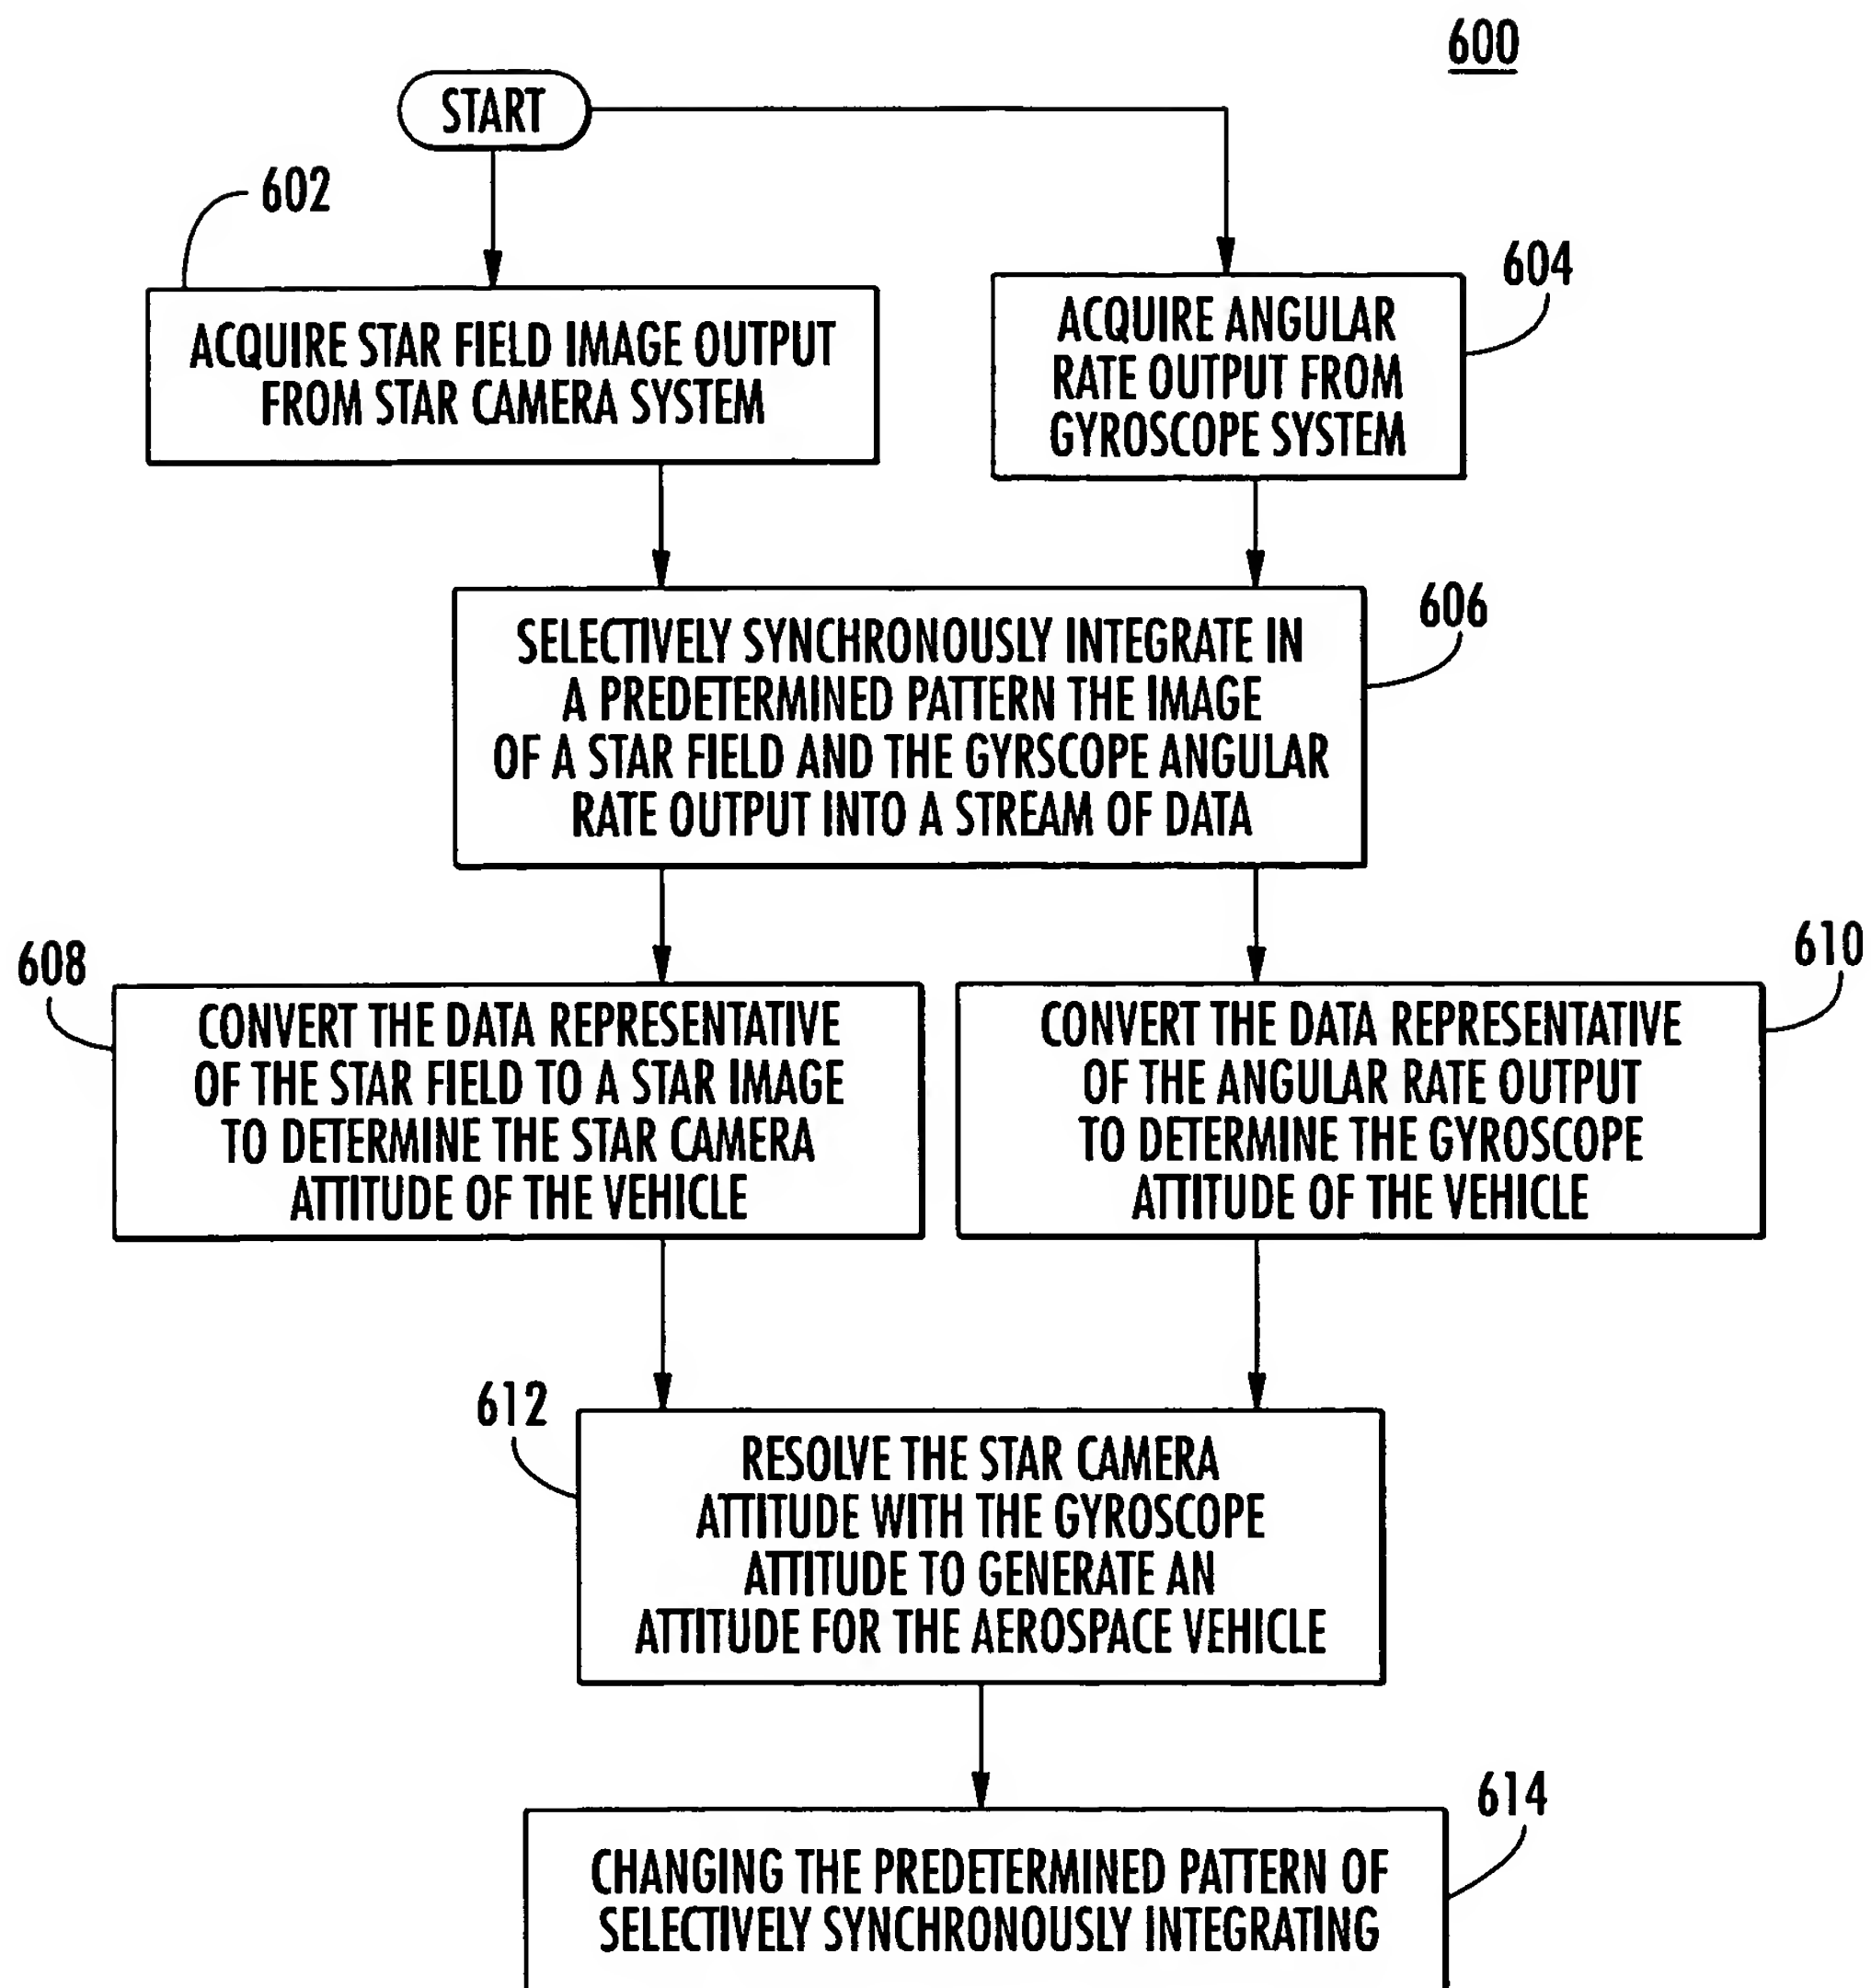 600
START
602
604
ACQUIRE STAR FIELD IMAGE OUTPUT
FROM STAR CAMERA SYSTEM
ACQUIRE ANGULAR
RATE OUTPUT FROM
GYROSCOPE SYSTEM
606
SELECTIVELY SYNCHRONOUSLY INTEGRATE IN
A PREDETERMINED PATTERN THE IMAGE
OF A STAR FIELD AND THE GYRSCOPE ANGULAR
RATE OUTPUT INTO A STREAM OF DATA
608
610
CONVERT THE DATA REPRESENTATIVE
OF THE STAR FIELD TO A STAR IMAGE
TO DETERMINE THE STAR CAMERA
ATTITUDE OF THE VEHICLE
CONVERT THE DATA REPRESENTATIVE
OF THE ANGULAR RATE OUTPUT
TO DETERMINE THE GYROSCOPE
ATTITUDE OF THE VEHICLE
612
RESOLVE THE STAR CAMERA
ATTITUDE WITH THE GYROSCOPE
ATTITUDE TO GENERATE AN
ATTITUDE FOR THE AEROSPACE VEHICLE
614
CHANGING THE PREDETERMINED PATTERN OF
SELECTIVELY SYNCHRONOUSLY INTEGRATING